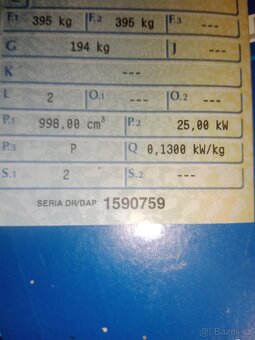 F.1 395 kg F.2 395 kg F.3 ---
G 194 kg J ---
K ---
L 2 O.1 --- O.2 ---
P.1 998,00 cm³ P.2 25,00 kW
P.3 P Q 0,1300 kW/kg
S.1 2 S.2 ---
SERIA DR/BAP 1590759